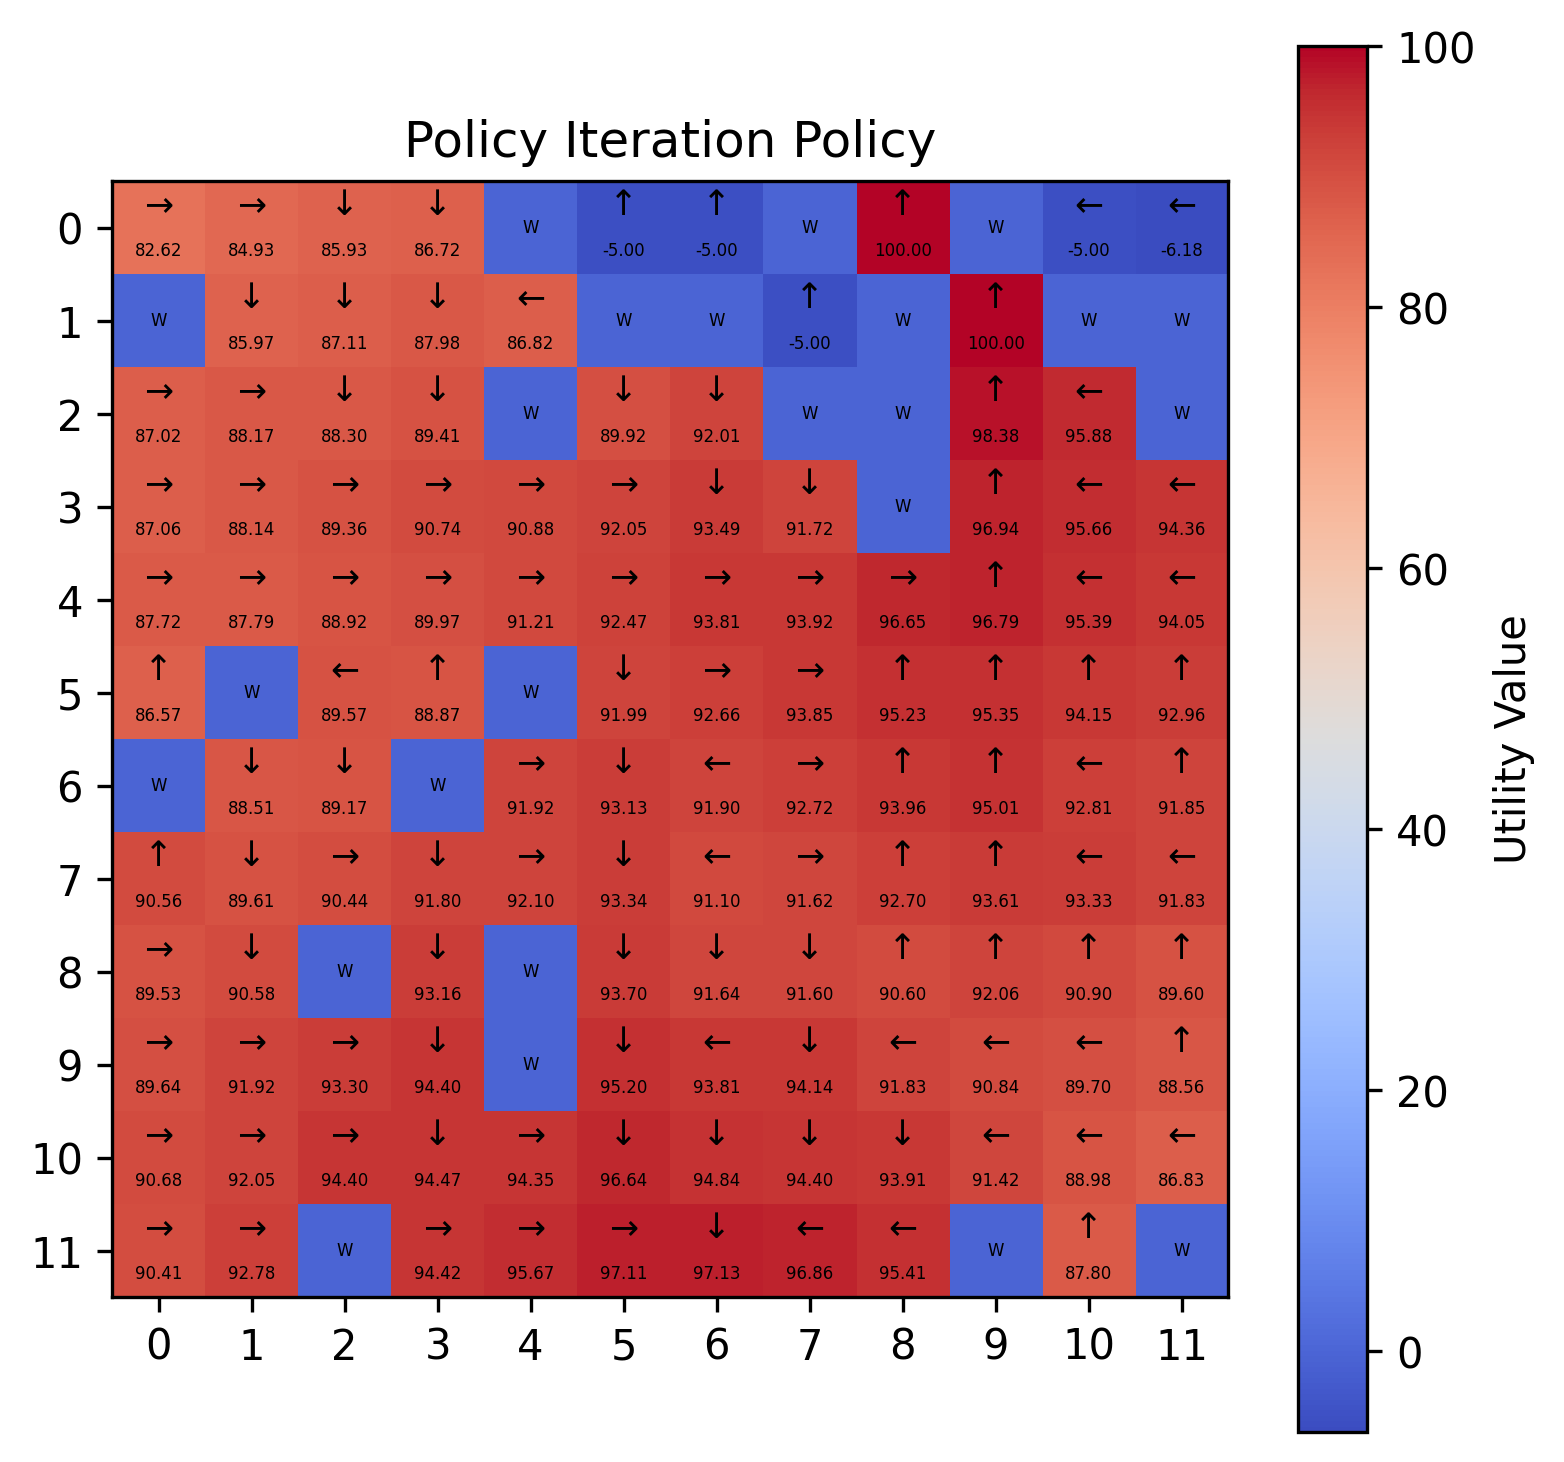 Policy Iteration Policy
0 → → ↓ ↓ W ↑ ↑ W ↑ W ← ←
82.62 84.93 85.93 86.72 -5.00 -5.00 100.00 -5.00 -6.18
1 W ↓ ↓ ↓ ← W W ↑ W ↑ W W
85.97 87.11 87.98 86.82 -5.00 100.00
2 → → ↓ ↓ W ↓ ↓ W W ↑ ← W
87.02 88.17 88.30 89.41 89.92 92.01 98.38 95.88
3 → → → → → → ↓ ↓ W ↑ ← ←
87.06 88.14 89.36 90.74 90.88 92.05 93.49 91.72 96.94 95.66 94.36
4 → → → → → → → → → ↑ ← ←
87.72 87.79 88.92 89.97 91.21 92.47 93.81 93.92 96.65 96.79 95.39 94.05
5 ↑ W ← ↑ W ↓ → → ↑ ↑ ↑ ↑
86.57 89.57 88.87 91.99 92.66 93.85 95.23 95.35 94.15 92.96
6 W ↓ ↓ W → ↓ ← → ↑ ↑ ← ↑
88.51 89.17 91.92 93.13 91.90 92.72 93.96 95.01 92.81 91.85
7 ↑ ↓ → ↓ → ↓ ← → ↑ ↑ ← ←
90.56 89.61 90.44 91.80 92.10 93.34 91.10 91.62 92.70 93.61 93.33 91.83
8 → ↓ W ↓ W ↓ ↓ ↓ ↑ ↑ ↑ ↑
89.53 90.58 93.16 93.70 91.64 91.60 90.60 92.06 90.90 89.60
9 → → → ↓ W ↓ ← ↓ ← ← ← ↑
89.64 91.92 93.30 94.40 95.20 93.81 94.14 91.83 90.84 89.70 88.56
10 → → → ↓ → ↓ ↓ ↓ ↓ ← ← ←
90.68 92.05 94.40 94.47 94.35 96.64 94.84 94.40 93.91 91.42 88.98 86.83
11 → → W → → → ↓ ← ← W ↑ W
90.41 92.78 94.42 95.67 97.11 97.13 96.86 95.41 87.80
0 1 2 3 4 5 6 7 8 9 10 11
100
80
60
40
20
0
Utility Value